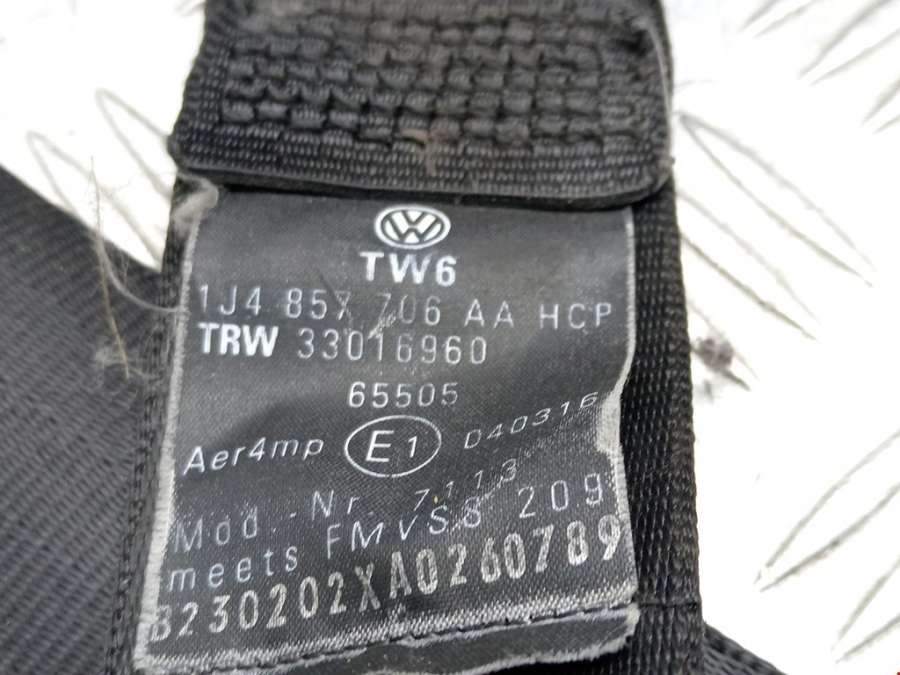 TW6
1J4 857 706 AA HCP
TRW 33016960
65505
Aer4mp E1 040316
Mod.-Nr. 7113
meets FMVSS 209
B230202XA0260789